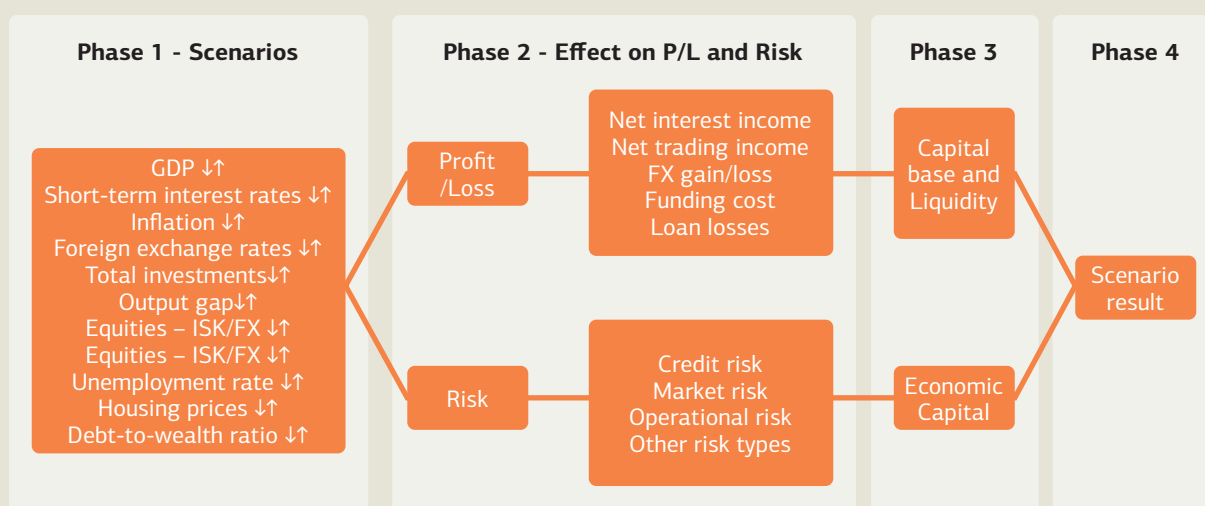 Phase 1 - Scenarios
GDP ↓↑
Short-term interest rates ↓↑
Inflation ↓↑
Foreign exchange rates ↓↑
Total investments↓↑
Output gap↓↑
Equities – ISK/FX ↓↑
Equities – ISK/FX ↓↑
Unemployment rate ↓↑
Housing prices ↓↑
Debt-to-wealth ratio ↓↑
Phase 2 - Effect on P/L and Risk
Profit
/Loss
Net interest income
Net trading income
FX gain/loss
Funding cost
Loan losses
Risk
Credit risk
Market risk
Operational risk
Other risk types
Phase 3
Capital
base and
Liquidity
Economic
Capital
Phase 4
Scenario
result